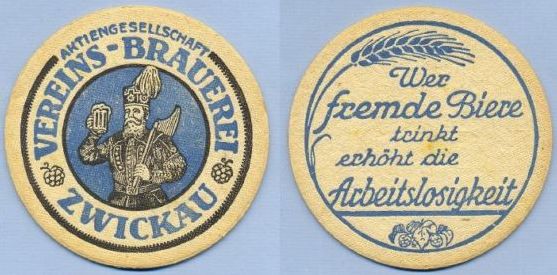 AKTIENGESELLSCHAFT
VEREINS-BRAUEREI
ZWICKAU
Wer
fremde Biere
trinkt
erhöht die
Arbeitslosigkeit